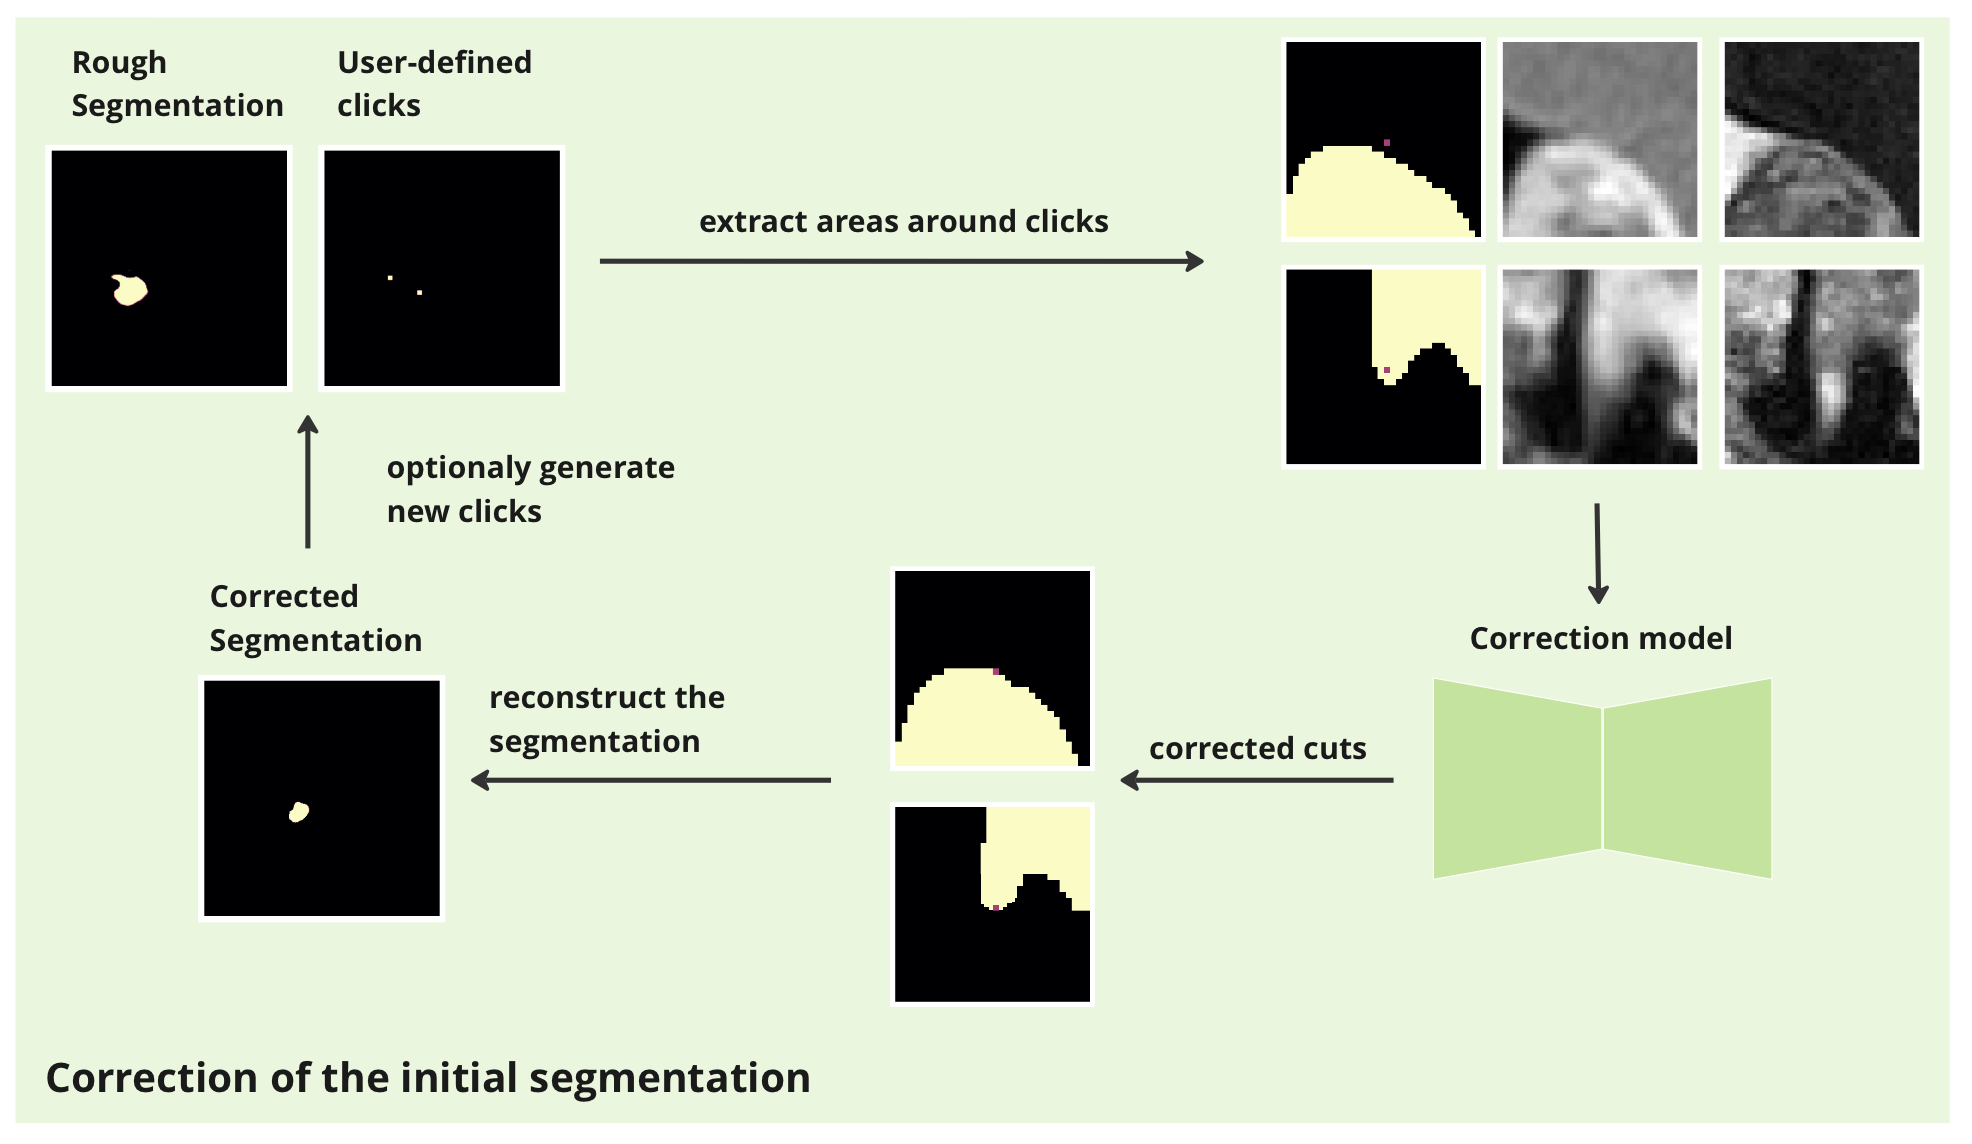 Rough
Segmentation
User-defined
clicks
extract areas around clicks
optionaly generate
new clicks
Corrected
Segmentation
reconstruct the
segmentation
corrected cuts
Correction model
Correction of the initial segmentation